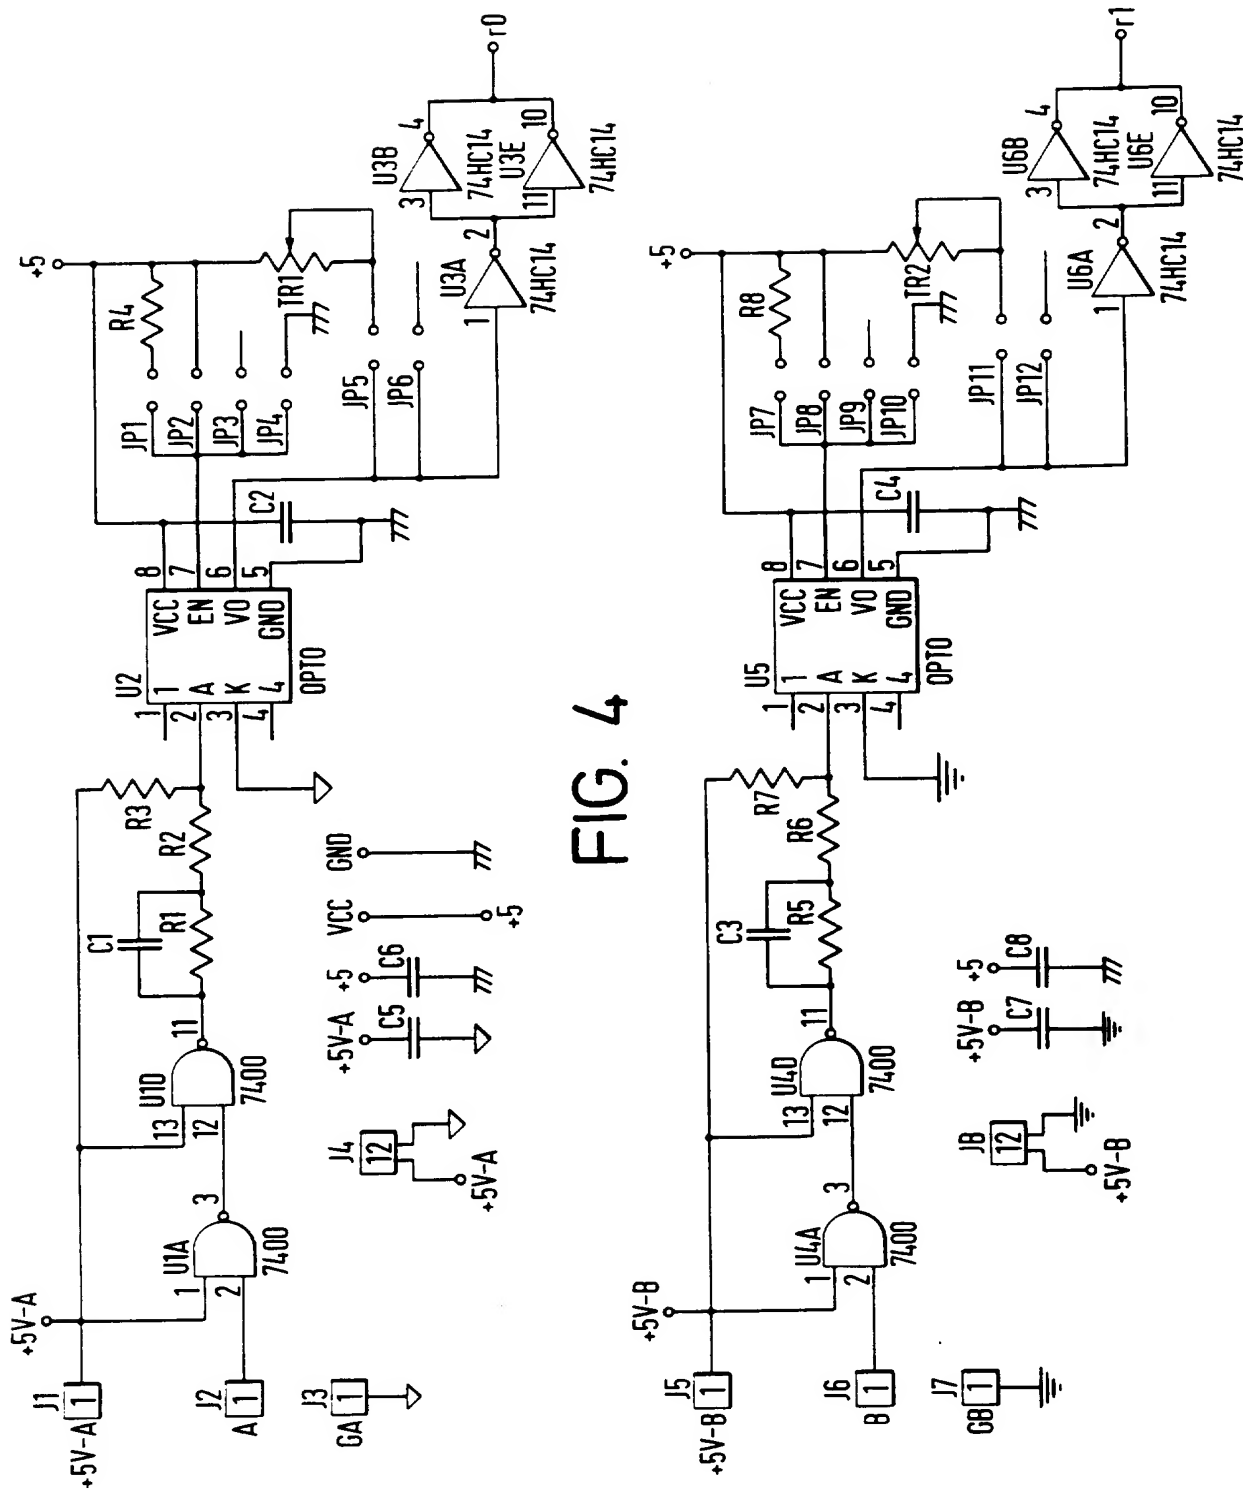 J1
+5V-A
1
+5V-A
J2
A
1
J3
GA
1
1
2
U1A
7400
3
13
12
U1D
7400
11
C1
R1
R2
R3
J4
12
+5V-A
+5V-A
C5
+5
C6
VCC
+5
GND
U2
1
2
3
4
1
A
K
4
VCC
EN
VO
GND
OPTO
8
7
6
5
C2
+5
R4
JP1
JP2
JP3
JP4
TR1
JP5
JP6
1
U3A
2
74HC14
3
U3B
4
74HC14
11
U3E
10
74HC14
r0
FIG. 4
J5
+5V-B
1
+5V-B
J6
B
1
J7
GB
1
1
2
U4A
7400
3
13
12
U4D
7400
11
C3
R5
R6
R7
J8
12
+5V-B
+5V-B
C7
+5
C8
U5
1
2
3
4
1
A
K
4
VCC
EN
VO
GND
OPTO
8
7
6
5
C4
+5
R8
JP7
JP8
JP9
JP10
TR2
JP11
JP12
1
U6A
2
74HC14
3
U6B
4
74HC14
11
U6E
10
74HC14
r1